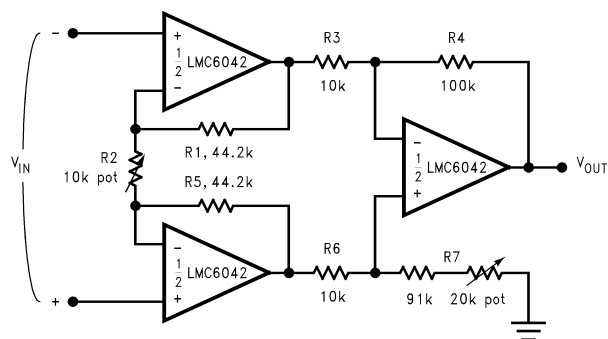 −
+
1/2 LMC6042
−
R3
10k
R4
100k
R1, 44.2k
R2
10k pot
R5, 44.2k
V_IN
−
1/2 LMC6042
+
V_OUT
−
1/2 LMC6042
+
+
R6
10k
R7
91k
20k pot